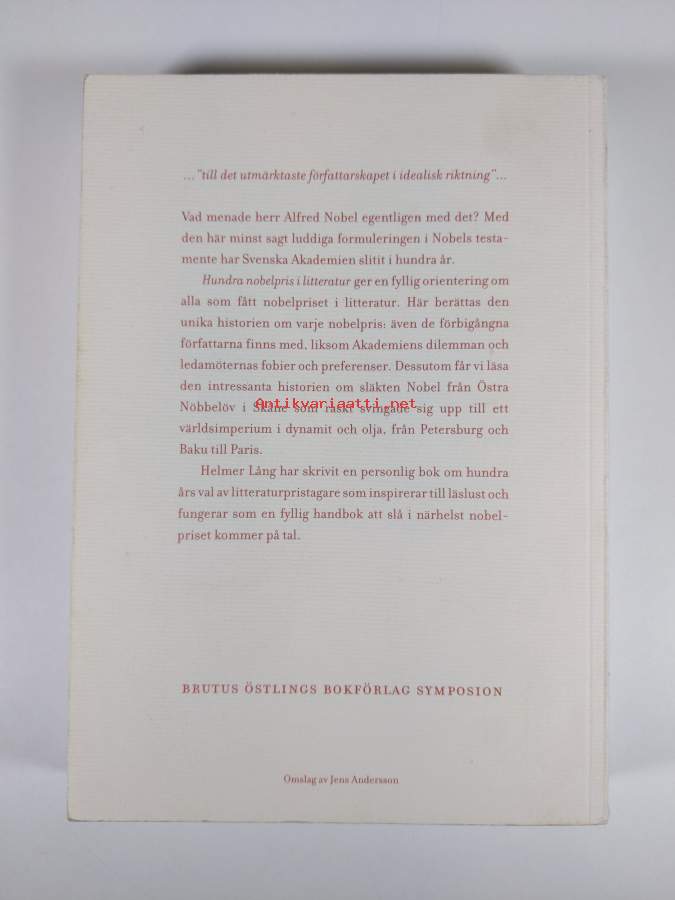 …"till det utmärktaste författarskapet i idealisk riktning"…
Vad menade herr Alfred Nobel egentligen med det? Med
den här minst sagt luddiga formuleringen i Nobels testa-
mente har Svenska Akademien slitit i hundra år.
Hundra nobelpris i litteratur ger en fyllig orientering om
alla som fått nobelpriset i litteratur. Här berättas den
unika historien om varje nobelpris: även de förbigångna
författarna finns med, liksom Akademiens dilemman och
ledamöternas fobier och preferenser. Dessutom får vi läsa
den intressanta historien om släkten Nobel från Östra
Antikvariaatti.net
Nöbbelöv i Skåne som raskt svingade sig upp till ett
världsimperium i dynamit och olja, från Petersburg och
Baku till Paris.
Helmer Lång har skrivit en personlig bok om hundra
års val av litteraturpristagare som inspirerar till läslust och
fungerar som en fyllig handbok att slå i närhelst nobel-
priset kommer på tal.
BRUTUS ÖSTLINGS BOKFÖRLAG SYMPOSION
Omslag av Jens Andersson